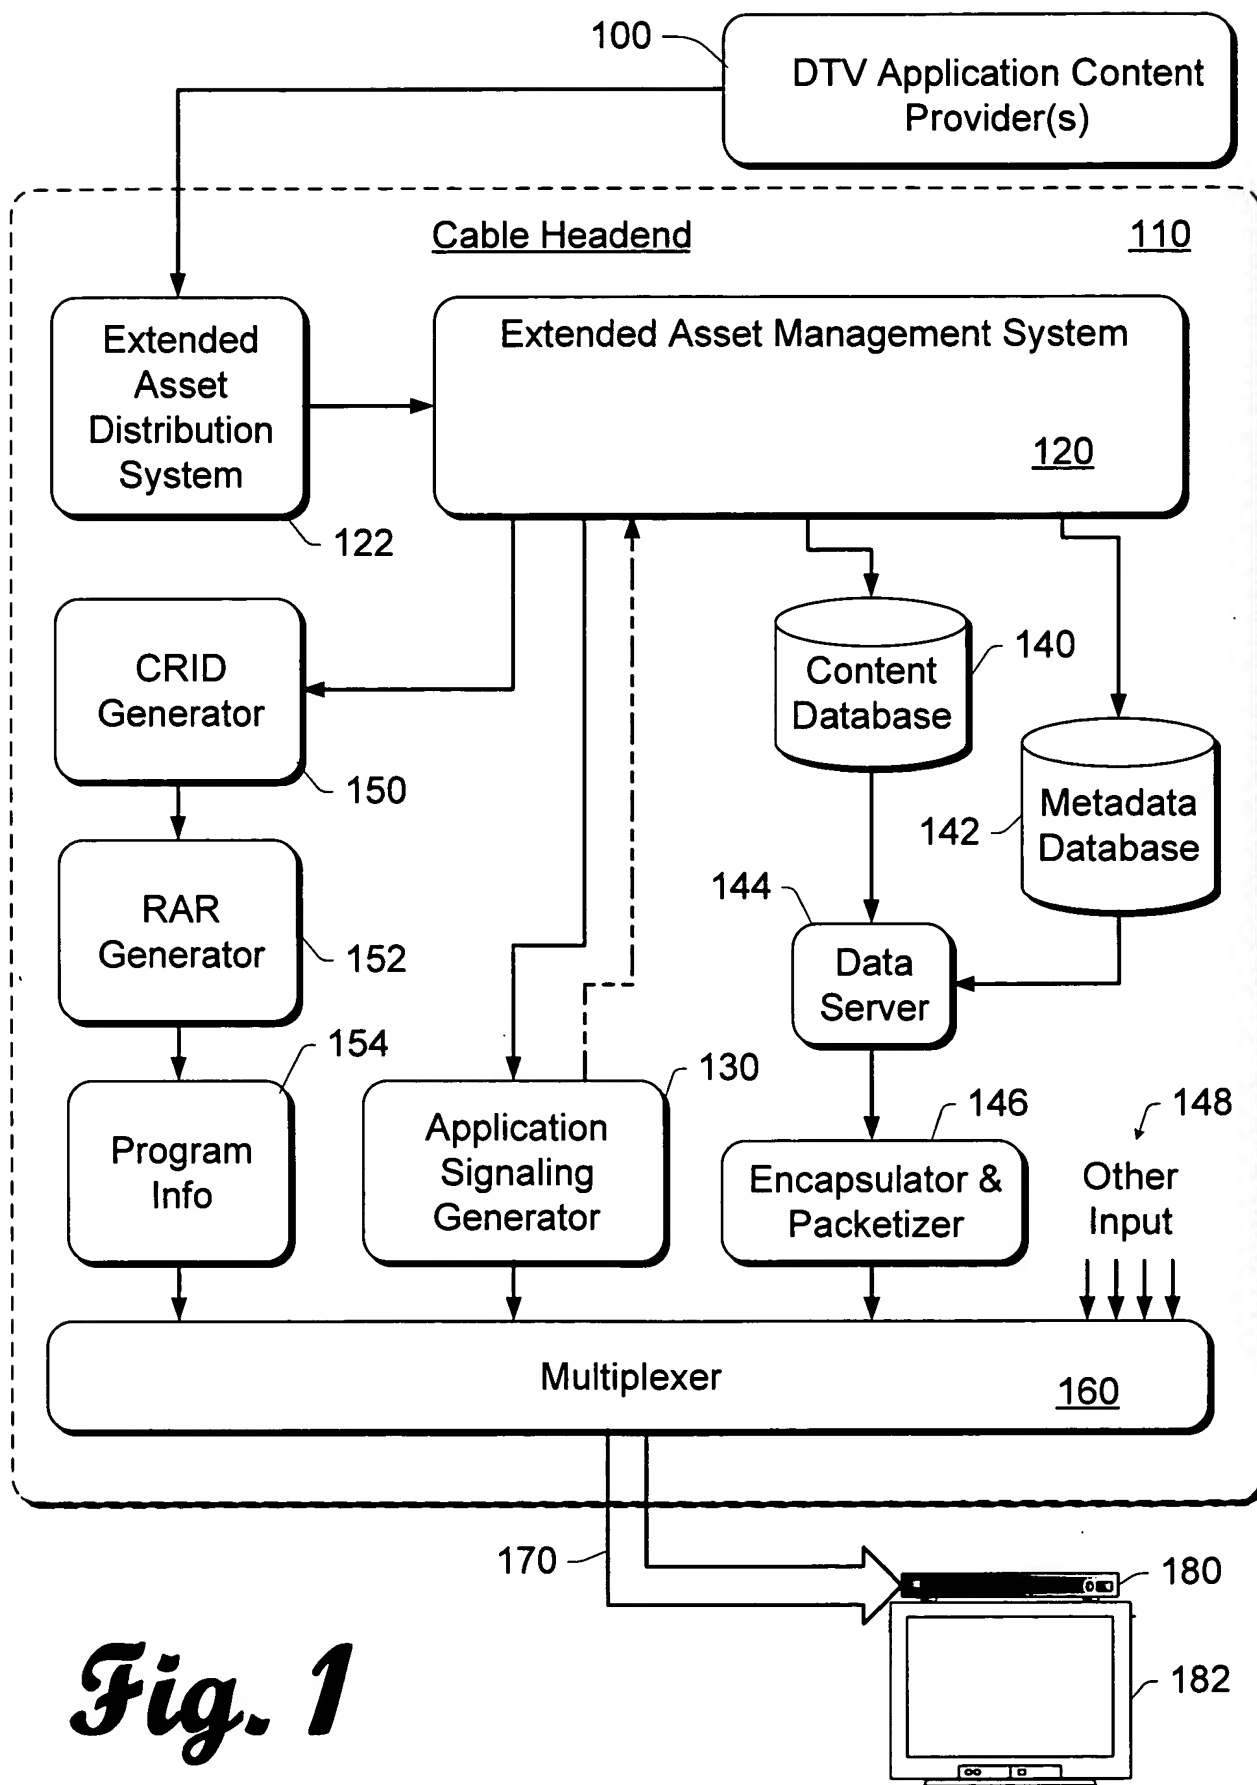 100
DTV Application Content
Provider(s)
Cable Headend
110
Extended
Asset
Distribution
System
122
Extended Asset Management System
120
CRID
Generator
150
Content
Database
140
Metadata
Database
142
RAR
Generator
152
144
Data
Server
154
Program
Info
130
Application
Signaling
Generator
146
Encapsulator &
Packetizer
148
Other
Input
Multiplexer
160
170
180
182
Fig. 1